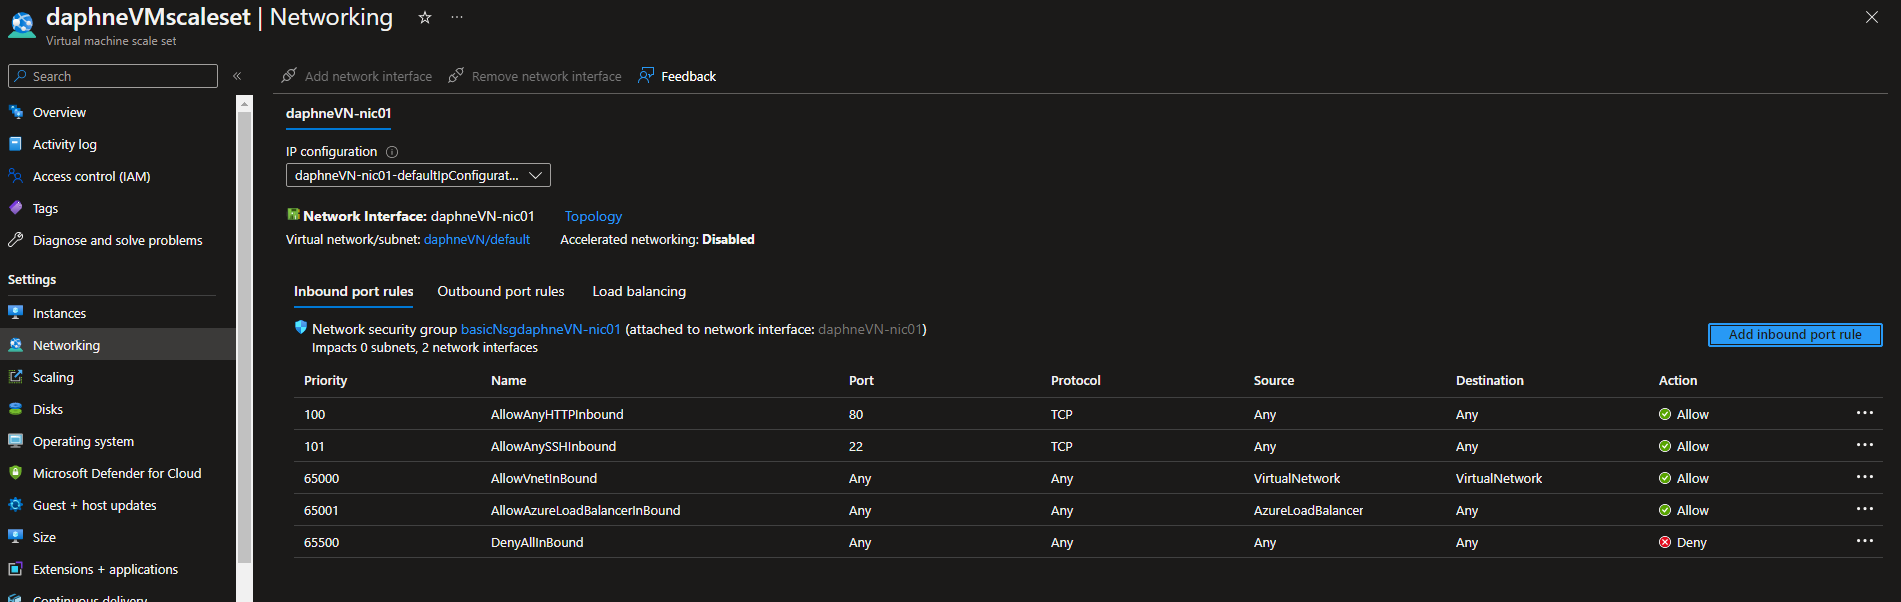 daphneVMscaleset | Networking
Virtual machine scale set
Search
Overview
Activity log
Access control (IAM)
Tags
Diagnose and solve problems
Settings
Instances
Networking
Scaling
Disks
Operating system
Microsoft Defender for Cloud
Guest + host updates
Size
Extensions + applications
Continuous delivery
Add network interface Remove network interface Feedback
daphneVN-nic01
IP configuration
daphneVN-nic01-defaultIpConfigurat...
Network Interface: daphneVN-nic01 Topology
Virtual network/subnet: daphneVN/default Accelerated networking: Disabled
Inbound port rules Outbound port rules Load balancing
Network security group basicNsgdaphneVN-nic01 (attached to network interface: daphneVN-nic01)
Impacts 0 subnets, 2 network interfaces
Add inbound port rule
Priority Name Port Protocol Source Destination Action
100 AllowAnyHTTPInbound 80 TCP Any Any Allow
101 AllowAnySSHInbound 22 TCP Any Any Allow
65000 AllowVnetInBound Any Any VirtualNetwork VirtualNetwork Allow
65001 AllowAzureLoadBalancerInBound Any Any AzureLoadBalancer Any Allow
65500 DenyAllInBound Any Any Any Any Deny